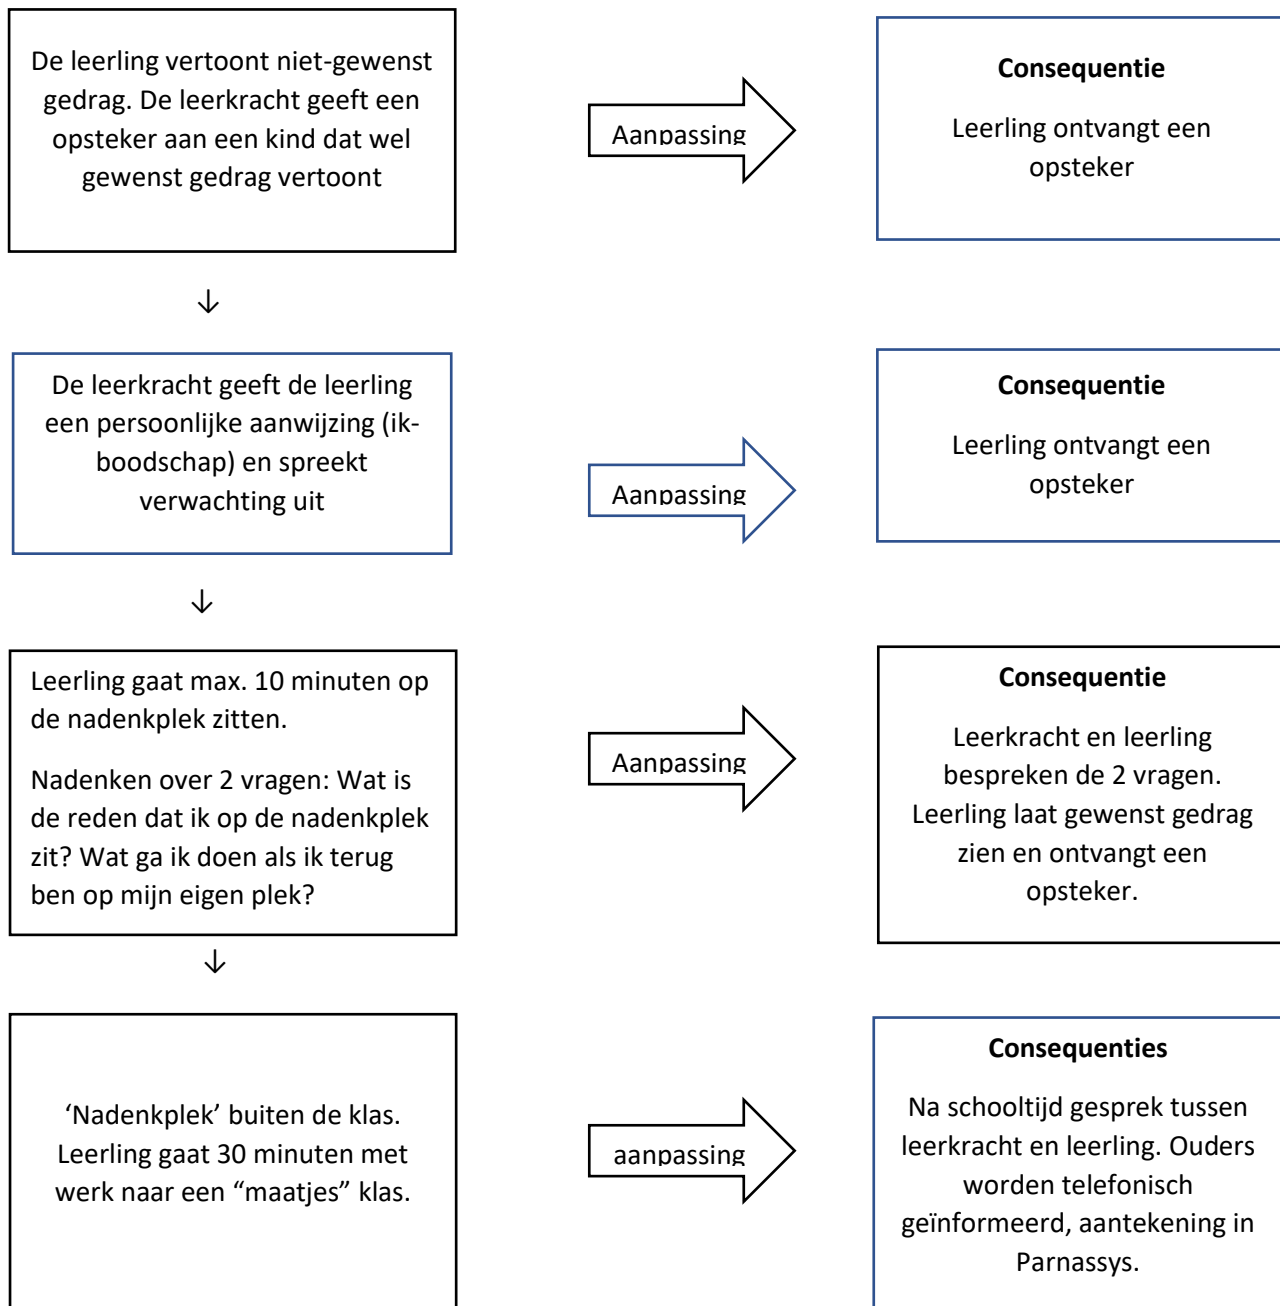 De leerling vertoont niet-gewenst
gedrag. De leerkracht geeft een
opsteker aan een kind dat wel
gewenst gedrag vertoont
Aanpassing
Consequentie
Leerling ontvangt een
opsteker
↓
De leerkracht geeft de leerling
een persoonlijke aanwijzing (ik-
boodschap) en spreekt
verwachting uit
Aanpassing
Consequentie
Leerling ontvangt een
opsteker
↓
Leerling gaat max. 10 minuten op
de nadenkplek zitten.
Nadenken over 2 vragen: Wat is
de reden dat ik op de nadenkplek
zit? Wat ga ik doen als ik terug
ben op mijn eigen plek?
Aanpassing
Consequentie
Leerkracht en leerling
bespreken de 2 vragen.
Leerling laat gewenst gedrag
zien en ontvangt een
opsteker.
↓
‘Nadenkplek’ buiten de klas.
Leerling gaat 30 minuten met
werk naar een “maatjes” klas.
aanpassing
Consequenties
Na schooltijd gesprek tussen
leerkracht en leerling. Ouders
worden telefonisch
geïnformeerd, aantekening in
Parnassys.